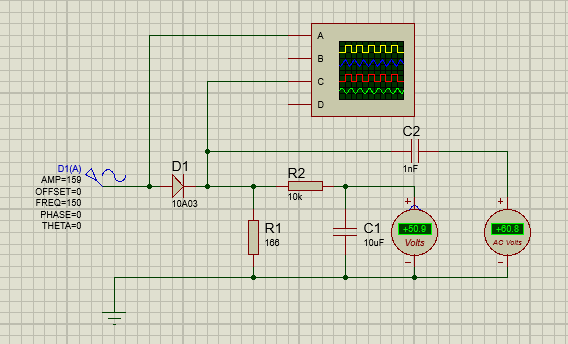 A
B
C
D
C2
1nF
D1(A)
AMP=159
OFFSET=0
FREQ=150
PHASE=0
THETA=0
D1
10A03
R2
10k
R1
166
C1
10uF
+
+50.9
Volts
+
+60.8
AC Volts